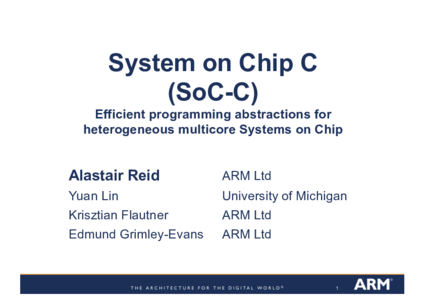 System on Chip C
(SoC-C)
Efficient programming abstractions for
heterogeneous multicore Systems on Chip
Alastair Reid ARM Ltd
Yuan Lin University of Michigan
Krisztian Flautner ARM Ltd
Edmund Grimley-Evans ARM Ltd
THE ARCHITECTURE FOR THE DIGITAL WORLD® 1 ARM